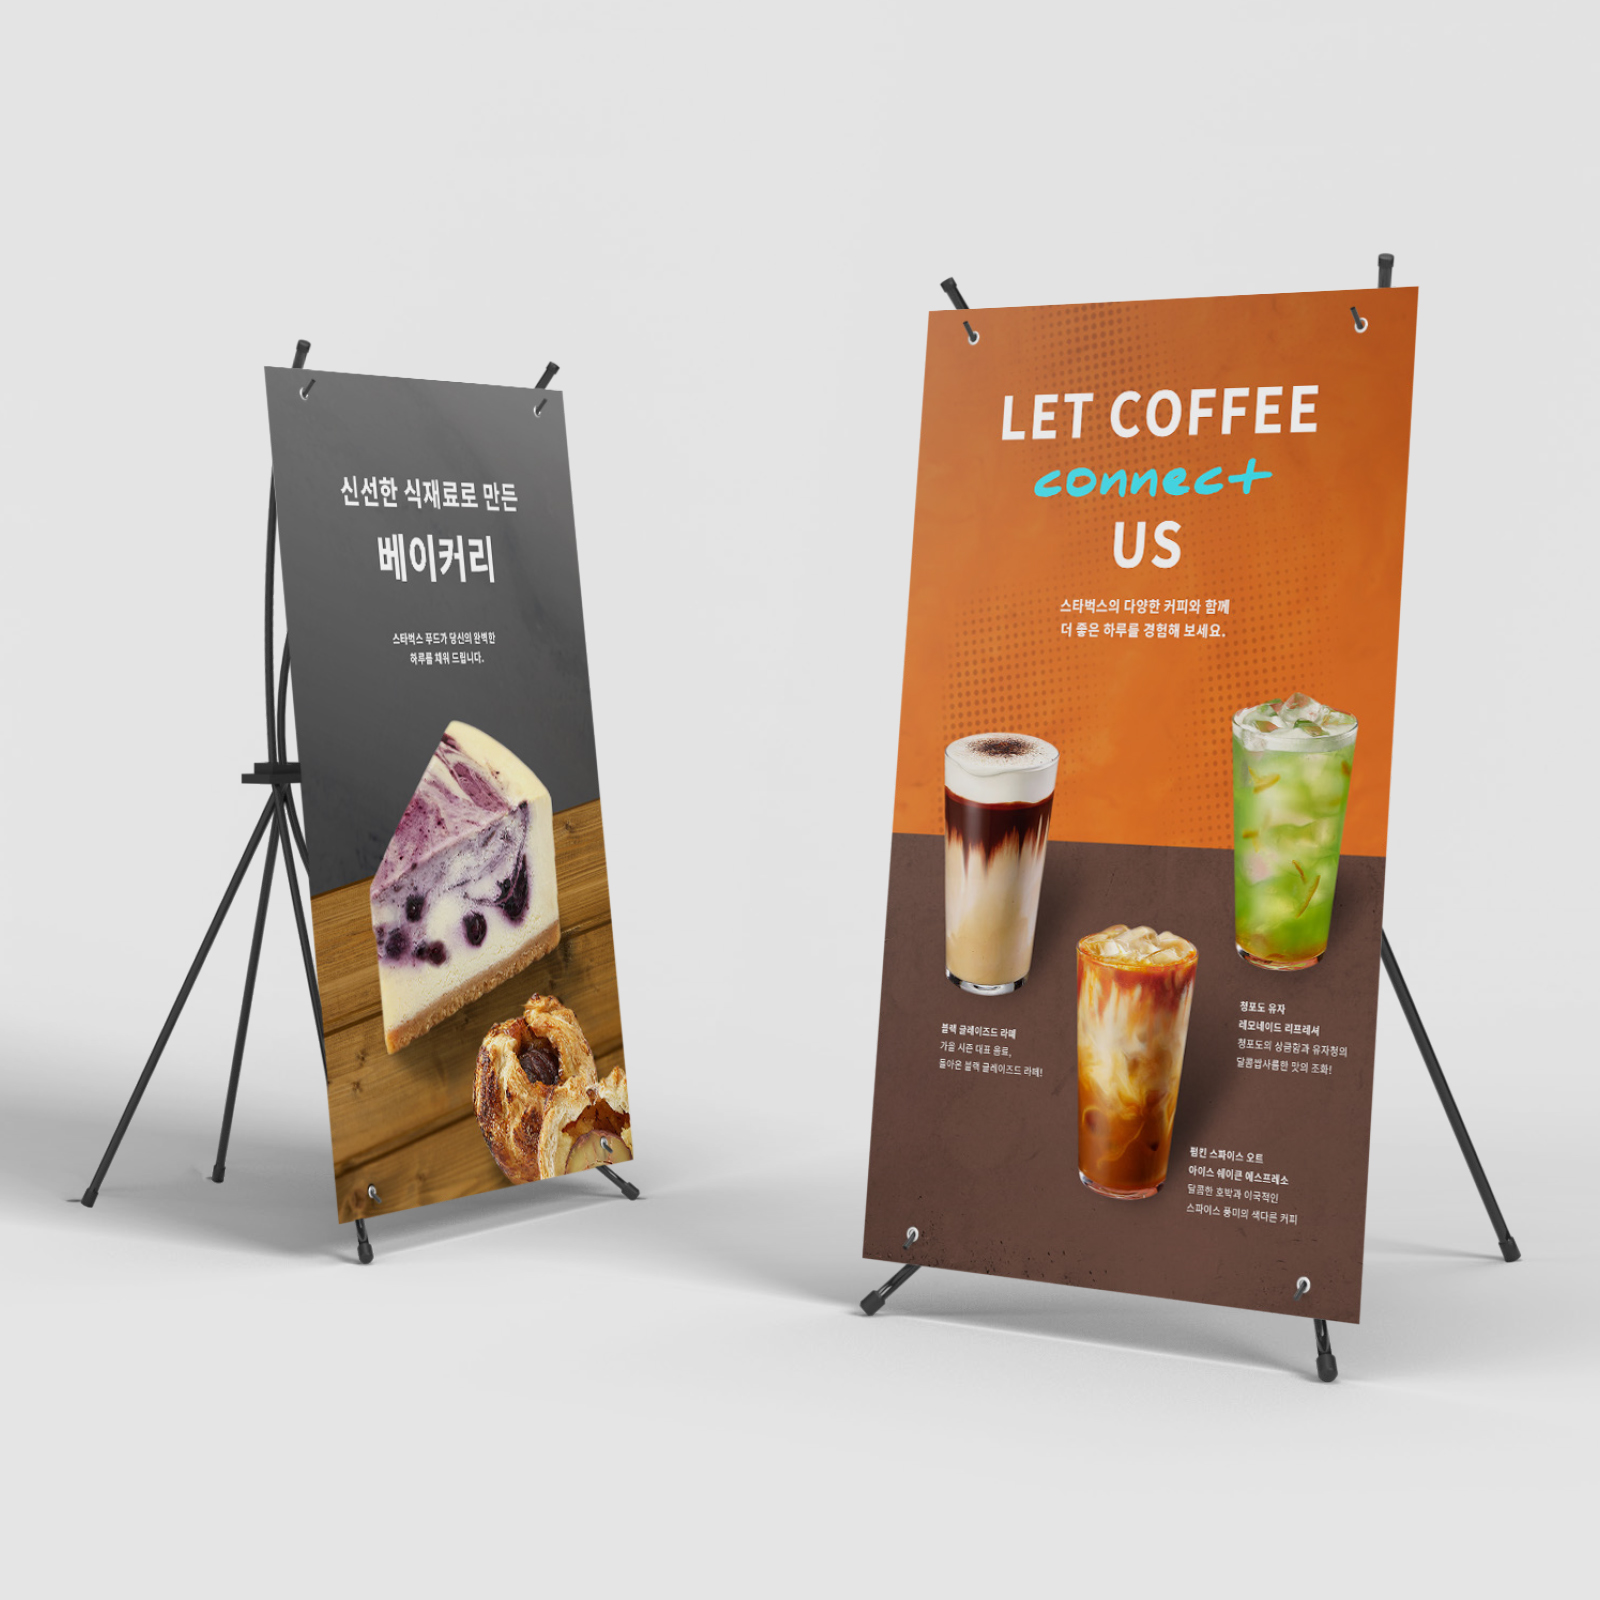 신선한 식재료로 만든
베이커리
스타벅스 푸드가 당신의 완벽한
하루를 채워 드립니다.
LET COFFEE
connect
US
스타벅스의 다양한 커피와 함께
더 좋은 하루를 경험해 보세요.
블랙 글레이즈드 라떼
가을 시즌 대표 음료,
돌아온 블랙 글레이즈드 라떼!
청포도 유자
레모네이드 리프레셔
청포도의 상큼함과 유자청의
달콤쌉사름한 맛의 조화!
펌킨 스파이스 오트
아이스 쉐이큰 에스프레소
달콤한 호박과 이국적인
스파이스 풍미의 색다른 커피